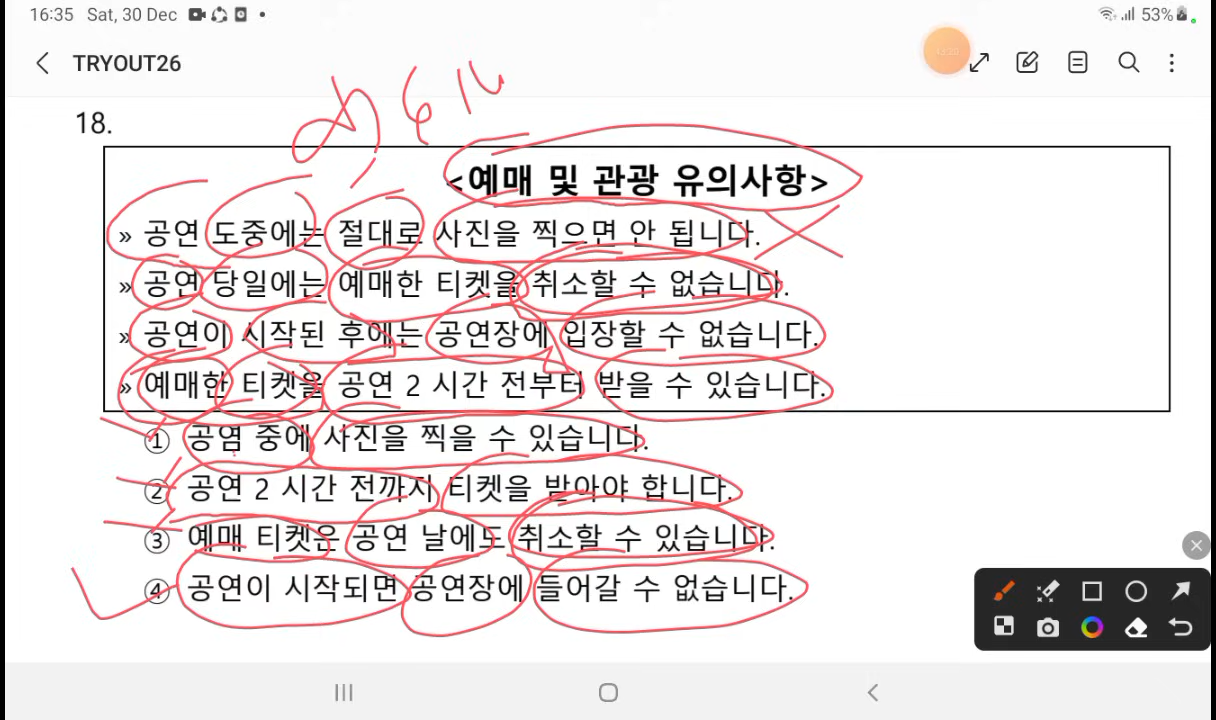 16:35 Sat, 30 Dec
53%
TRYOUT26
13:20
18.
<예매 및 관광 유의사항>
» 공연 도중에는 절대로 사진을 찍으면 안 됩니다.
» 공연 당일에는 예매한 티켓을 취소할 수 없습니다.
» 공연이 시작된 후에는 공연장에 입장할 수 없습니다.
» 예매한 티켓을 공연 2 시간 전부터 받을 수 있습니다.
① 공염 중에 사진을 찍을 수 있습니다.
② 공연 2 시간 전까지 티켓을 받아야 합니다.
③ 예매 티켓은 공연 날에도 취소할 수 있습니다.
④ 공연이 시작되면 공연장에 들어갈 수 없습니다.